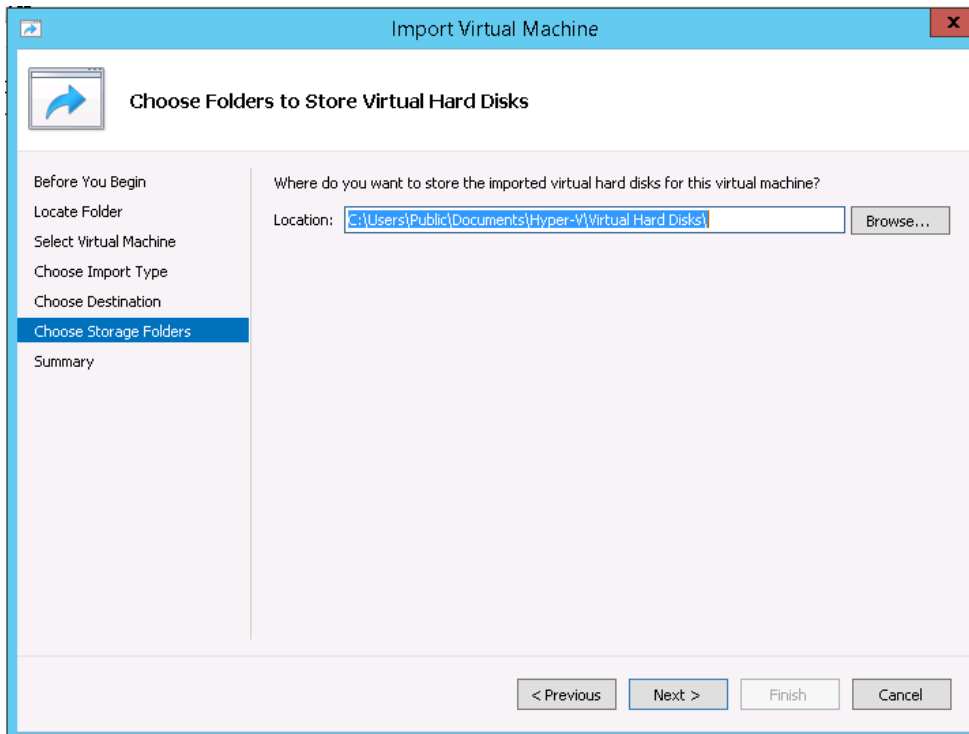 Import Virtual Machine
x
Choose Folders to Store Virtual Hard Disks
Before You Begin
Locate Folder
Select Virtual Machine
Choose Import Type
Choose Destination
Choose Storage Folders
Summary
Where do you want to store the imported virtual hard disks for this virtual machine?
Location: C:\Users\Public\Documents\Hyper-V\Virtual Hard Disks\ Browse...
< Previous Next > Finish Cancel